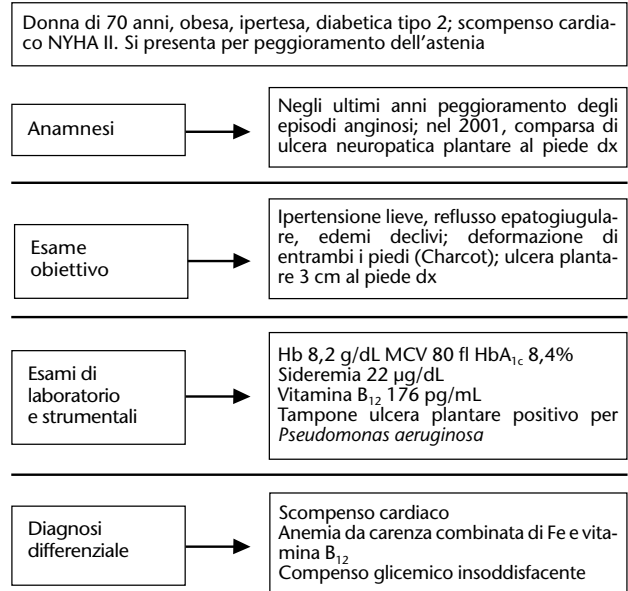 Donna di 70 anni, obesa, ipertesa, diabetica tipo 2; scompenso cardia-
co NYHA II. Si presenta per peggioramento dell’astenia
Anamnesi
Negli ultimi anni peggioramento degli
episodi anginosi; nel 2001, comparsa di
ulcera neuropatica plantare al piede dx
Esame
obiettivo
Ipertensione lieve, reflusso epatogiugula-
re, edemi declivi; deformazione di
entrambi i piedi (Charcot); ulcera planta-
re 3 cm al piede dx
Esami di
laboratorio
e strumentali
Hb 8,2 g/dL MCV 80 fl HbA1c 8,4%
Sideremia 22 µg/dL
Vitamina B12 176 pg/mL
Tampone ulcera plantare positivo per
Pseudomonas aeruginosa
Diagnosi
differenziale
Scompenso cardiaco
Anemia da carenza combinata di Fe e vita-
mina B12
Compenso glicemico insoddisfacente